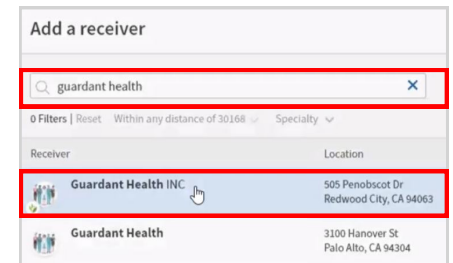 Add a receiver
guardant health
0 Filters | Reset Within any distance of 30168 Specialty
Receiver Location
Guardant Health INC 505 Penobscot Dr
Redwood City, CA 94063
Guardant Health 3100 Hanover St
Palo Alto, CA 94304